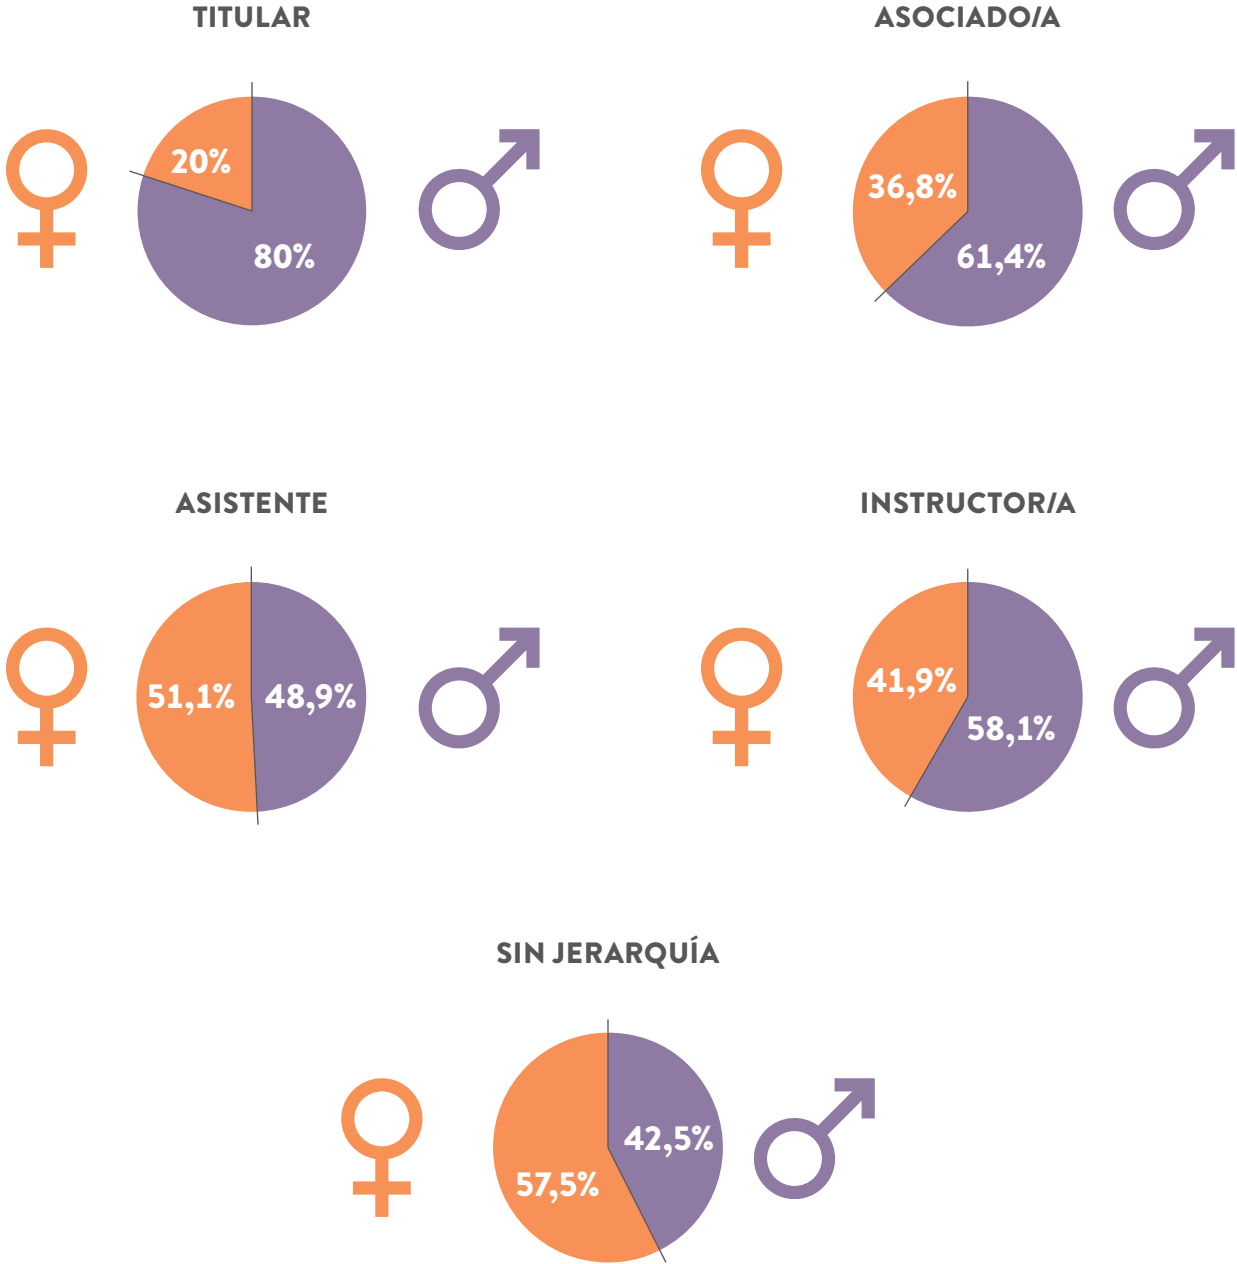 TITULAR
20%
80%
ASOCIADO/A
36,8%
61,4%
ASISTENTE
51,1%
48,9%
INSTRUCTOR/A
41,9%
58,1%
SIN JERARQUÍA
42,5%
57,5%